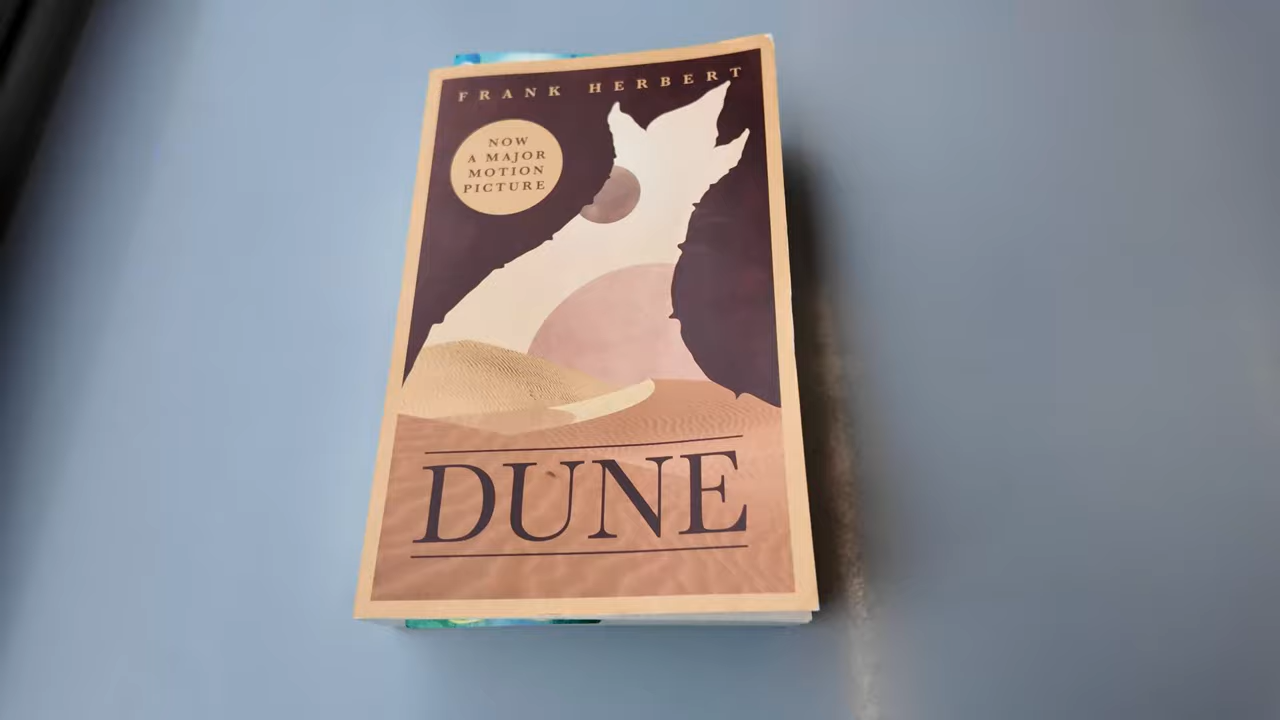 FRANK HERBERT
NOW
A MAJOR
MOTION
PICTURE
DUNE